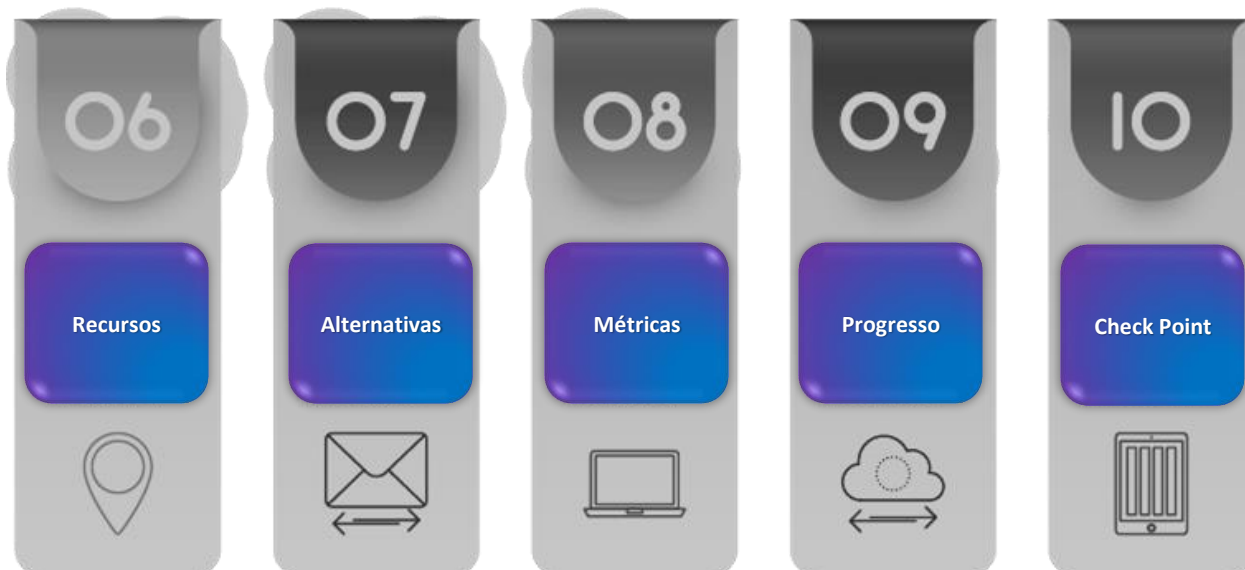 06
07
08
09
10
Recursos
Alternativas
Métricas
Progresso
Check Point